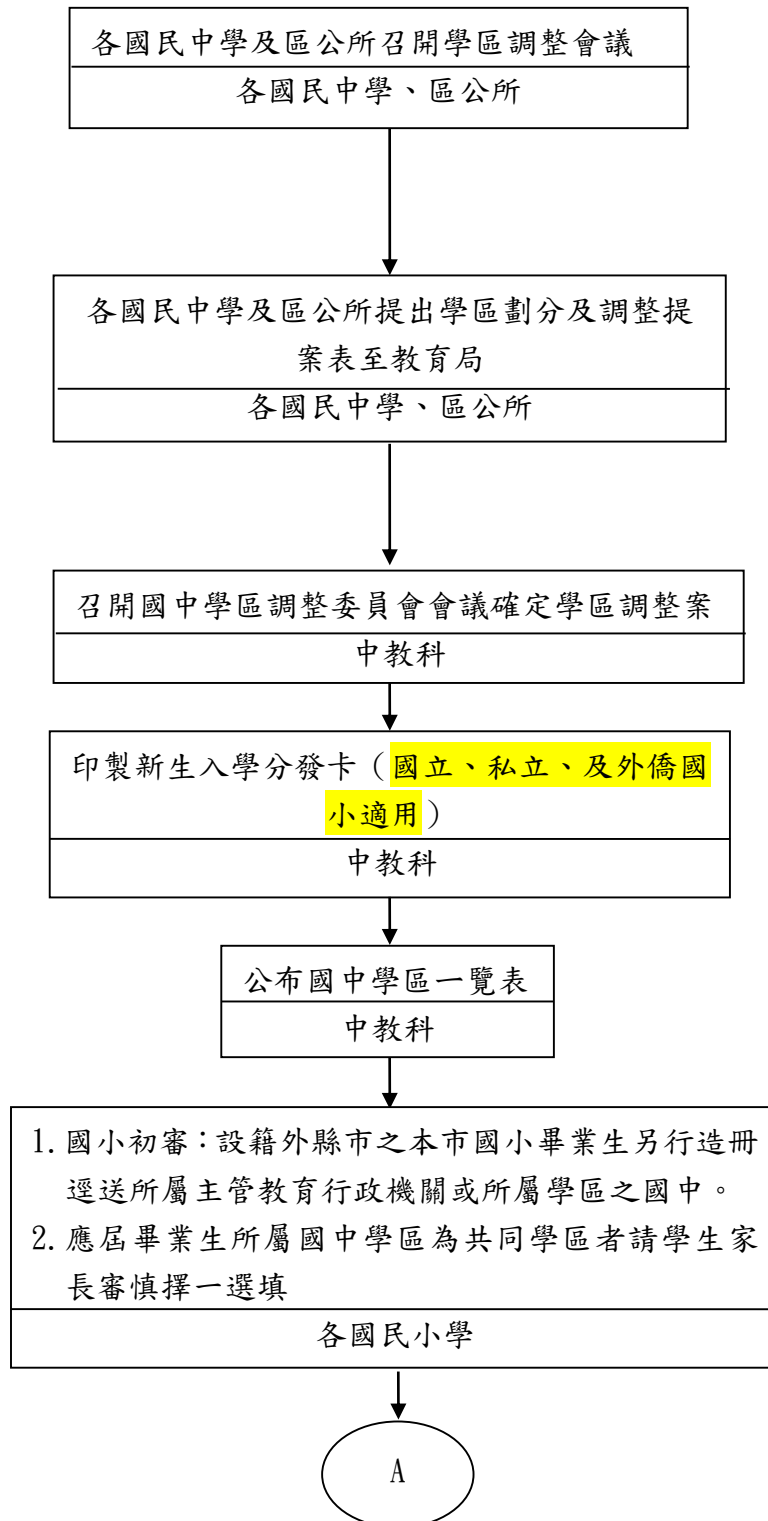 各國民中學及區公所召開學區調整會議
各國民中學、區公所
各國民中學及區公所提出學區劃分及調整提
案表至教育局
各國民中學、區公所
召開國中學區調整委員會會議確定學區調整案
中教科
印製新生入學分發卡（國立、私立、及外僑國
小適用）
中教科
公布國中學區一覽表
中教科
1. 國小初審：設籍外縣市之本市國小畢業生另行造冊
逕送所屬主管教育行政機關或所屬學區之國中。
2. 應屆畢業生所屬國中學區為共同學區者請學生家
長審慎擇一選填
各國民小學
A